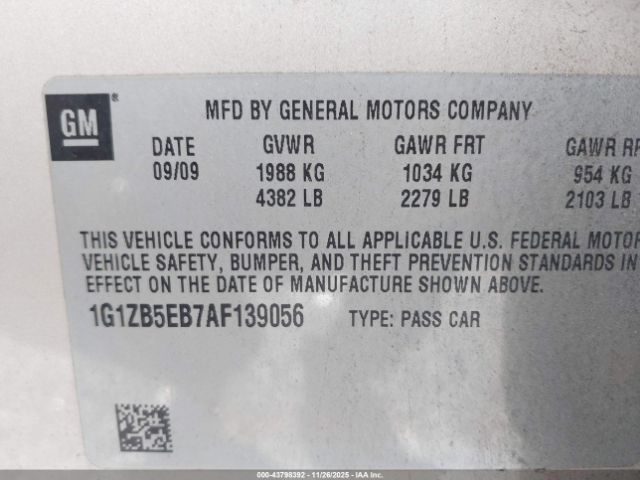 GM®
MFD BY GENERAL MOTORS COMPANY
DATE GVWR GAWR FRT GAWR RR
09/09 1988 KG 1034 KG 954 KG
4382 LB 2279 LB 2103 LB
THIS VEHICLE CONFORMS TO ALL APPLICABLE U.S. FEDERAL MOTOR
VEHICLE SAFETY, BUMPER, AND THEFT PREVENTION STANDARDS IN
EFFECT ON THE DATE OF MANUFACTURE SHOWN ABOVE.
1G1ZB5EB7AF139056 TYPE: PASS CAR
000-43798392 - 11/26/2025 - IAA Inc.